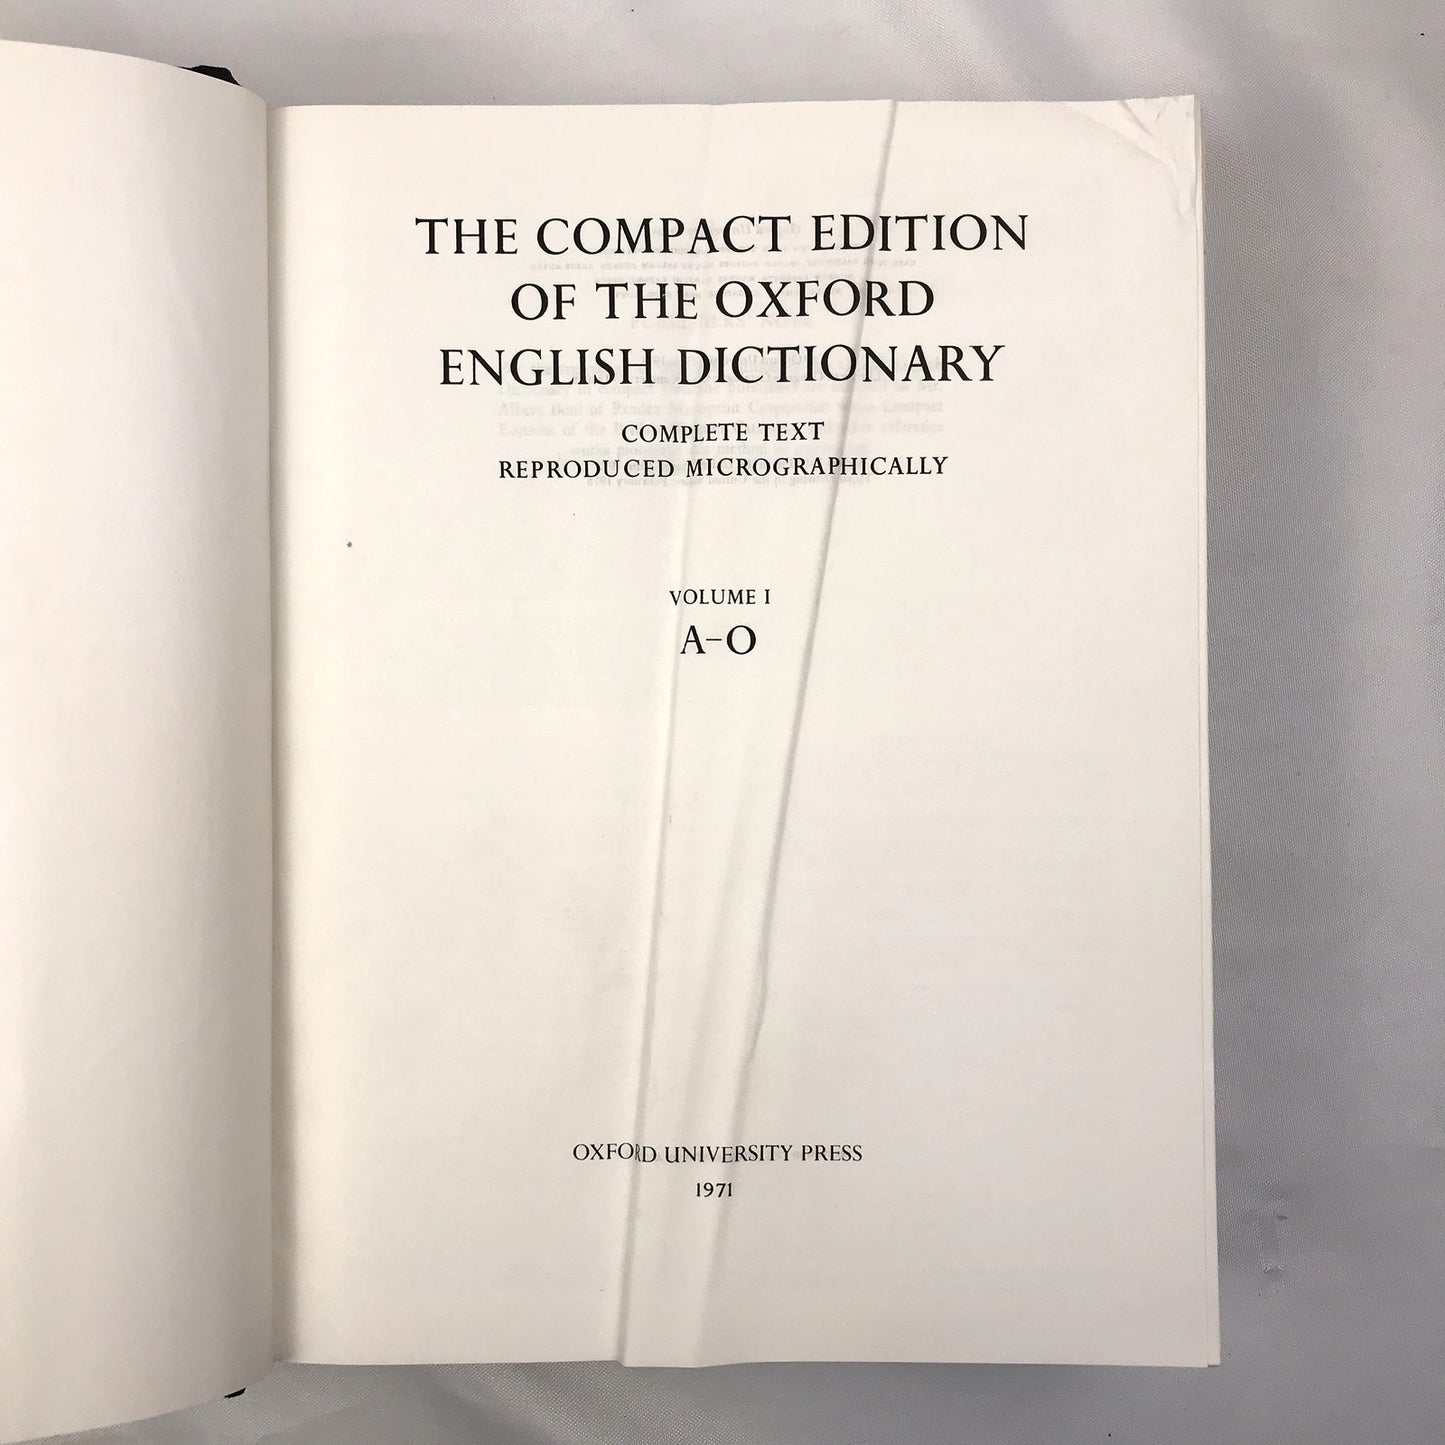 THE COMPACT EDITION
OF THE OXFORD
ENGLISH DICTIONARY
COMPLETE TEXT
REPRODUCED MICROGRAPHICALLY
VOLUME I
A–O
OXFORD UNIVERSITY PRESS
1971